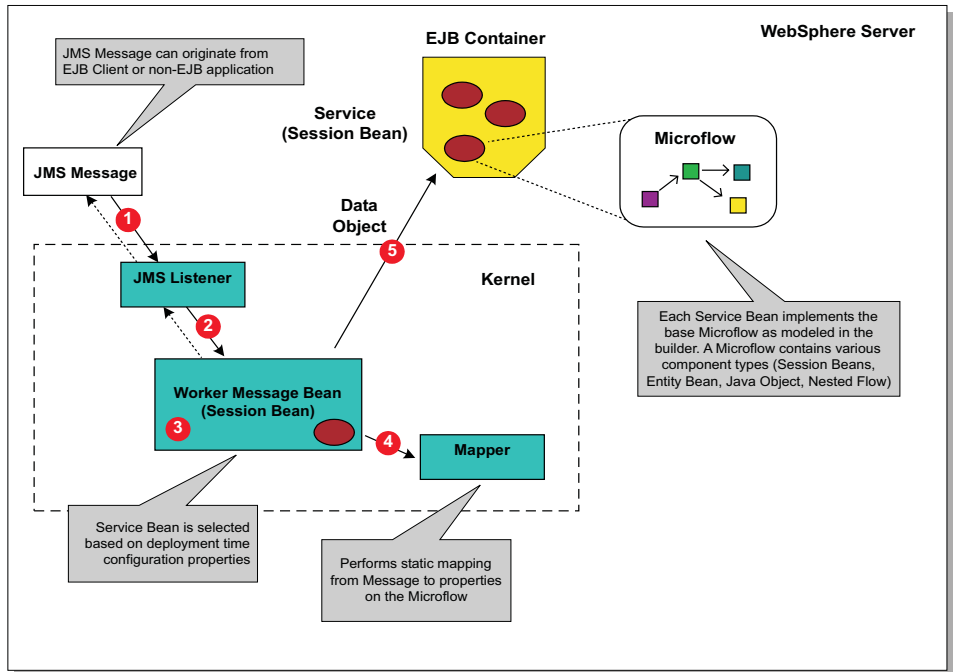 WebSphere Server
EJB Container
JMS Message can originate from
EJB Client or non-EJB application
Service
(Session Bean)
Microflow
JMS Message
1
Data
Object
5
JMS Listener
Kernel
2
Each Service Bean implements the
base Microflow as modeled in the
builder. A Microflow contains various
component types (Session Beans,
Entity Bean, Java Object, Nested Flow)
Worker Message Bean
(Session Bean)
3
4
Mapper
Service Bean is selected
based on deployment time
configuration properties
Performs static mapping
from Message to properties
on the Microflow